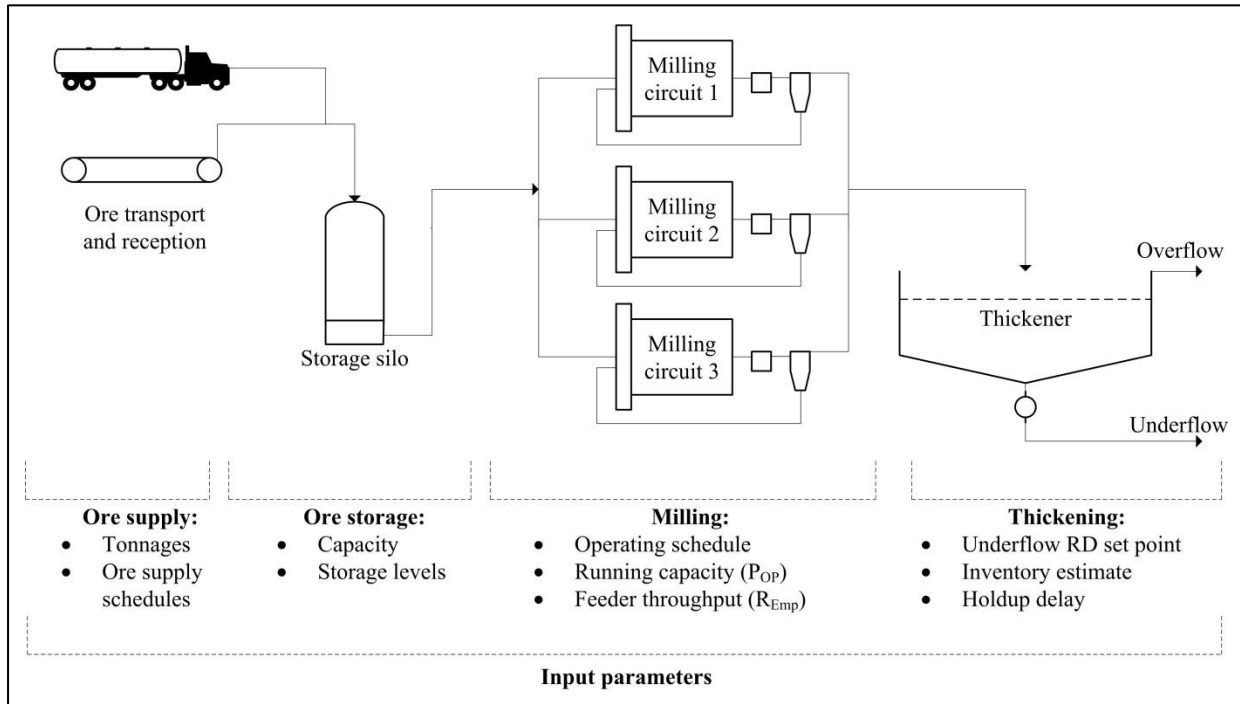 Milling
circuit 1
Milling
circuit 2
Milling
circuit 3
Ore transport
and reception
Storage silo
Thickener
Overflow
Underflow
Ore supply:
• Tonnages
• Ore supply
schedules
Ore storage:
• Capacity
• Storage levels
Milling:
• Operating schedule
• Running capacity (P_OP)
• Feeder throughput (R_Emp)
Thickening:
• Underflow RD set point
• Inventory estimate
• Holdup delay
Input parameters